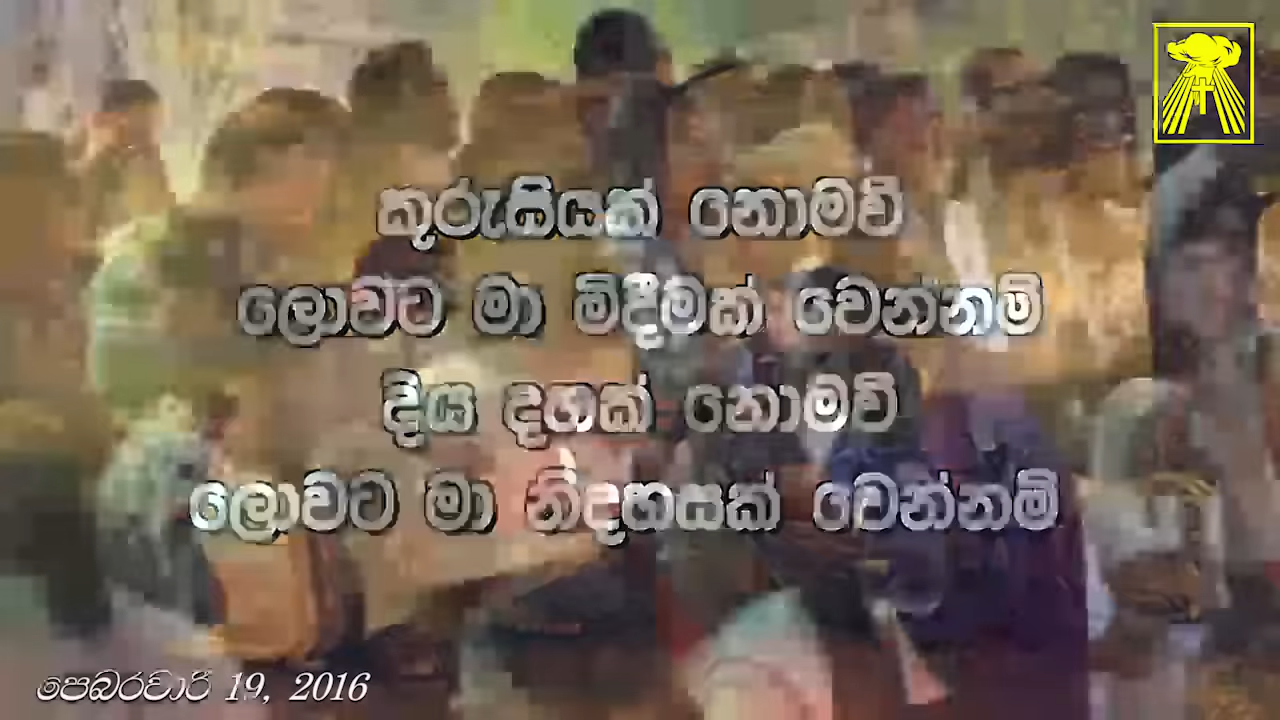 කුරුසියක් නොමවී
ලොවට මා මිදීමක් වෙන්නම්
දිය දහක් නොමවී
ලොවට මා නිදහසක් වෙන්නම්
පෙබරවාරි 19, 2016